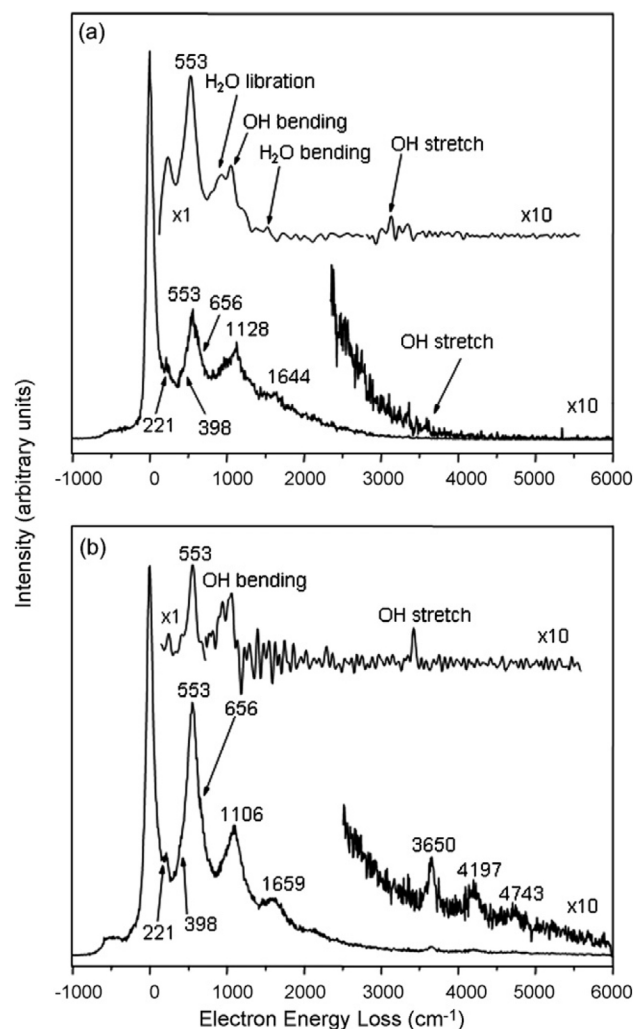 (a)
553
H₂O libration
OH bending
H₂O bending
OH stretch
x1
x10
553
656
1128
1644
OH stretch
221
398
x10
-1000 0 1000 2000 3000 4000 5000 6000
Intensity (arbitrary units)
(b)
553
x1
OH bending
OH stretch
x10
553
656
1106
1659
3650
4197
4743
x10
221
398
-1000 0 1000 2000 3000 4000 5000 6000
Electron Energy Loss (cm⁻¹)